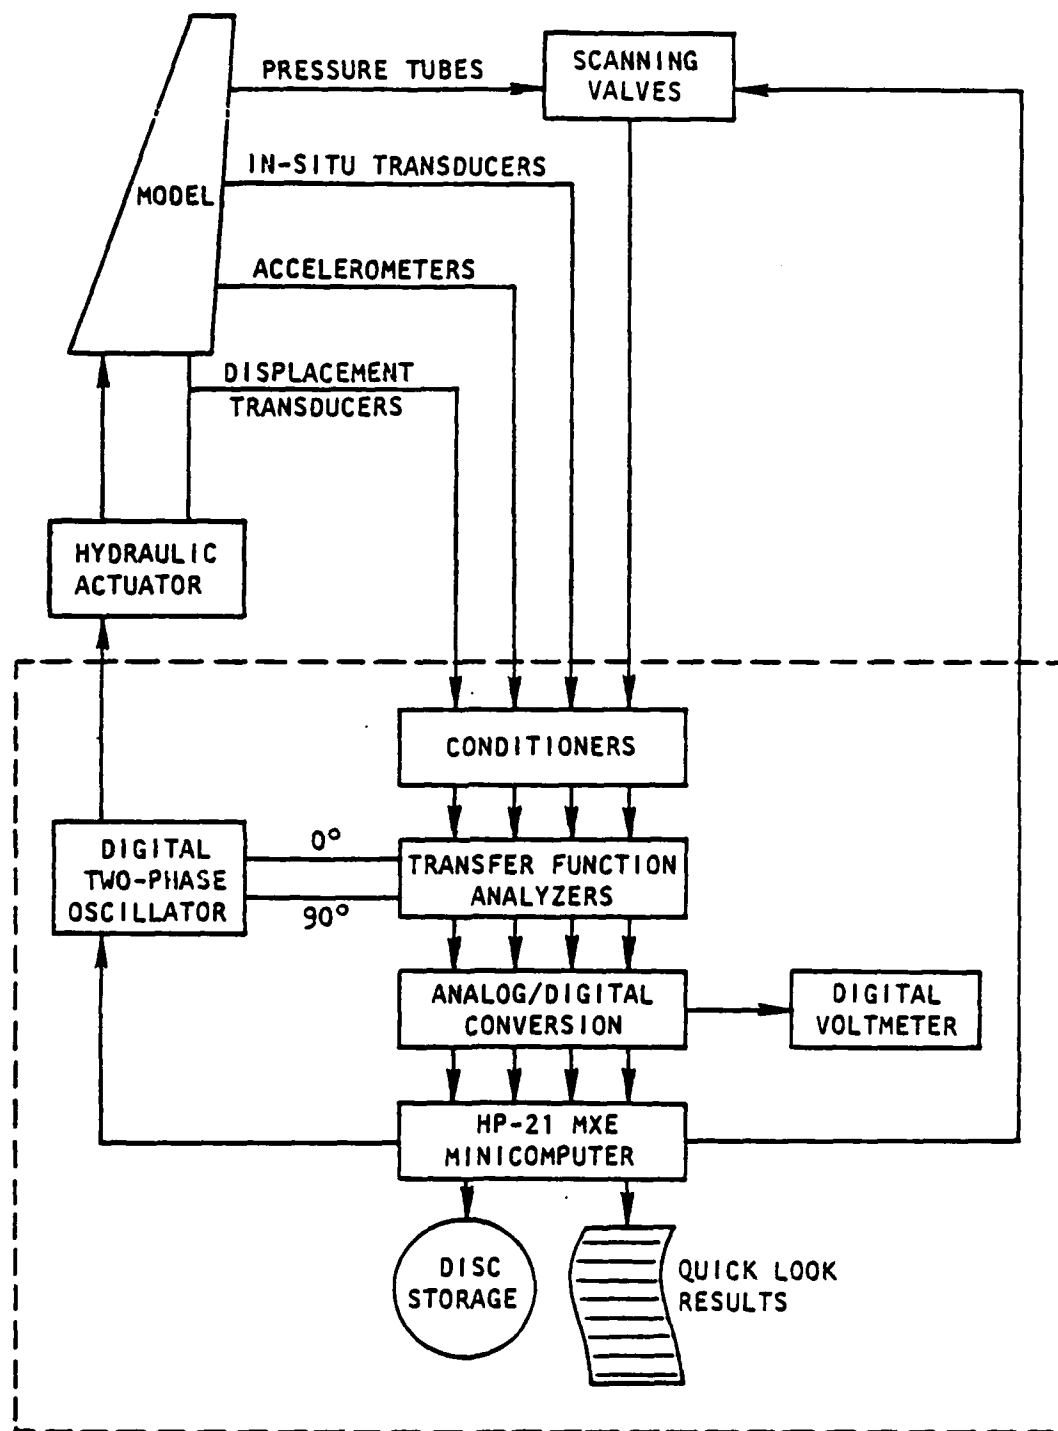 PRESSURE TUBES
SCANNING
VALVES
IN-SITU TRANSDUCERS
MODEL
ACCELEROMETERS
DISPLACEMENT
TRANSDUCERS
HYDRAULIC
ACTUATOR
CONDITIONERS
DIGITAL
TWO-PHASE
OSCILLATOR
0°
90°
TRANSFER FUNCTION
ANALYZERS
ANALOG/DIGITAL
CONVERSION
DIGITAL
VOLTMETER
HP-21 MXE
MINICOMPUTER
DISC
STORAGE
QUICK LOOK
RESULTS